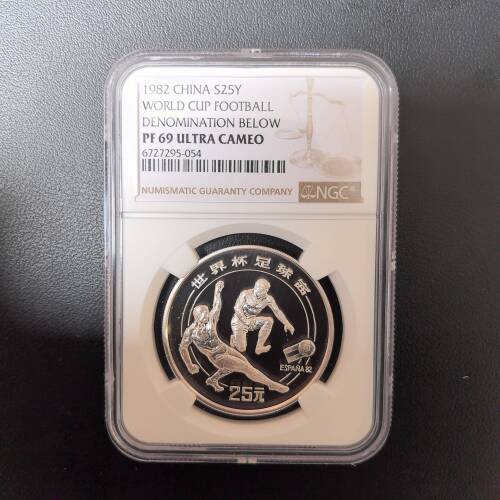 1982 CHINA S25Y
WORLD CUP FOOTBALL
DENOMINATION BELOW
PF 69 ULTRA CAMEO
6727295-054
NUMISMATIC GUARANTY COMPANY
NGC
世界杯足球赛
ESPAÑA 82
25元